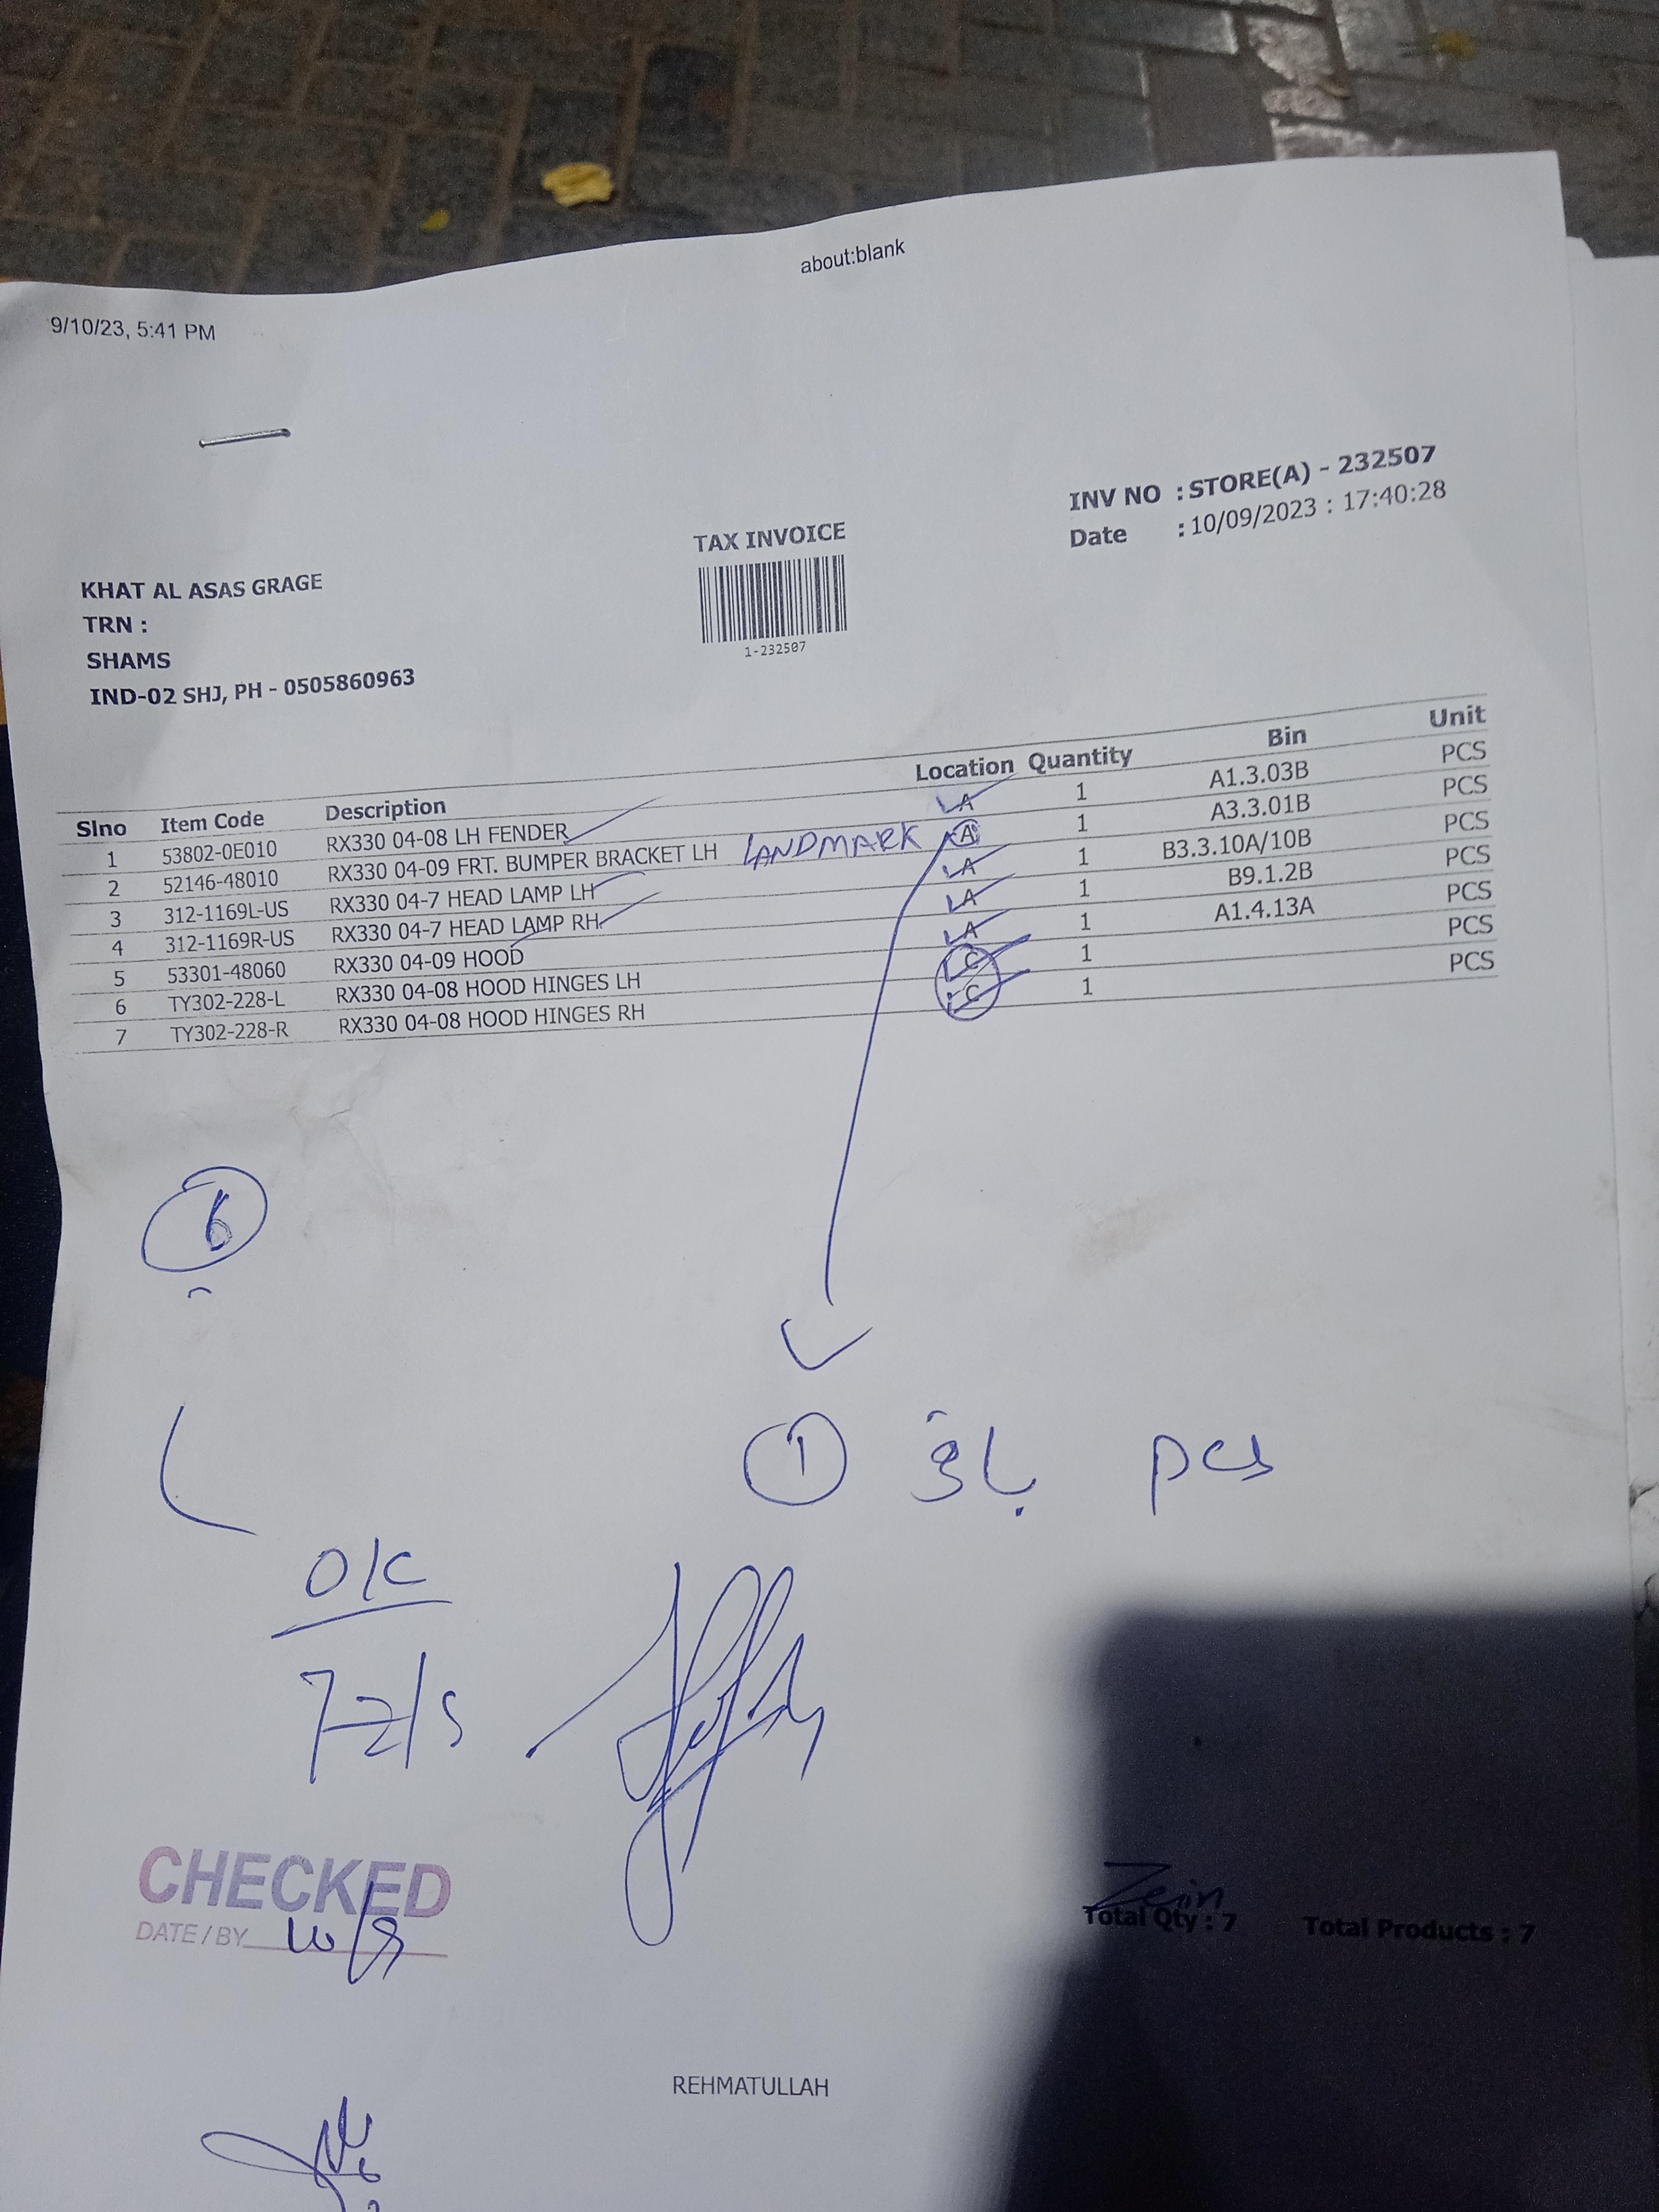 about:blank
9/10/23, 5:41 PM
INV NO : STORE(A) - 232507
Date : 10/09/2023 : 17:40:28
TAX INVOICE
1-232507
KHAT AL ASAS GRAGE
TRN :
SHAMS
IND-02 SHJ, PH - 0505860963
Slno Item Code Description Location Quantity Bin Unit
1 53802-0E010 RX330 04-08 LH FENDER A 1 A1.3.03B PCS
2 52146-48010 RX330 04-09 FRT. BUMPER BRACKET LH LANDMARK A 1 A3.3.01B PCS
3 312-1169L-US RX330 04-7 HEAD LAMP LH A 1 B3.3.10A/10B PCS
4 312-1169R-US RX330 04-7 HEAD LAMP RH A 1 B9.1.2B PCS
5 53301-48060 RX330 04-09 HOOD A 1 A1.4.13A PCS
6 TY302-228-L RX330 04-08 HOOD HINGES LH C 1 PCS
7 TY302-228-R RX330 04-08 HOOD HINGES RH C 1 PCS
6
1 باقی pcs
OK
CHECKED
DATE/BY 10/9
Zein
Total Qty : 7 Total Products : 7
REHMATULLAH